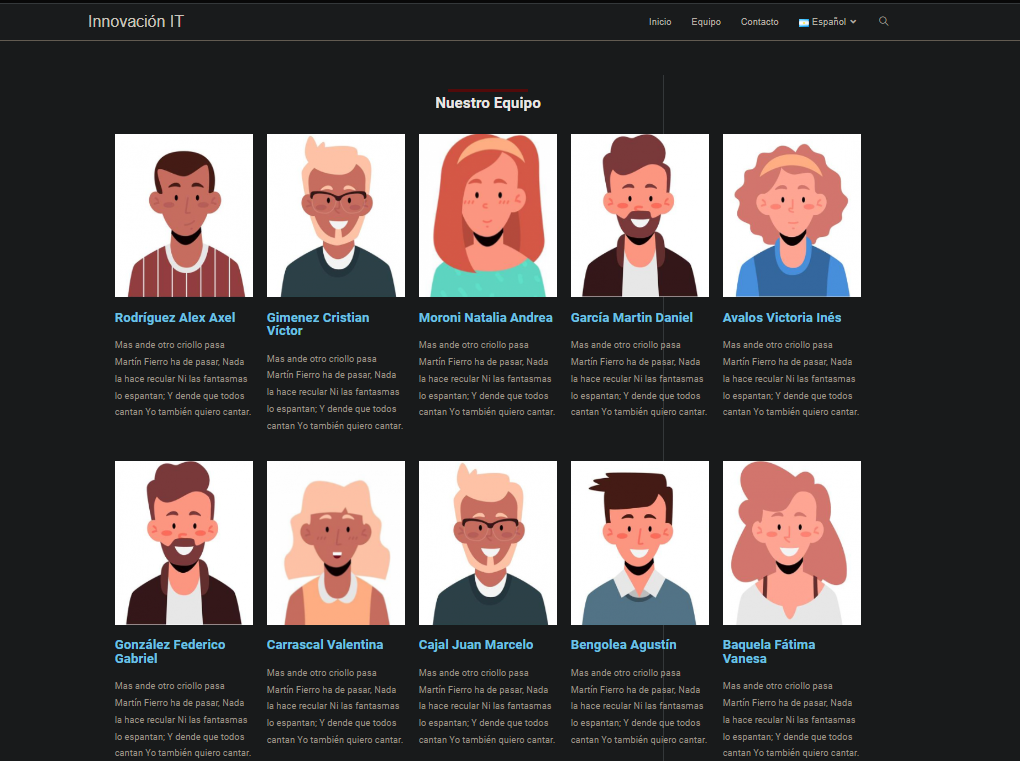 Innovación IT
Inicio
Equipo
Contacto
Español
Nuestro Equipo
Rodríguez Alex Axel
Mas ande otro criollo pasa
Martín Fierro ha de pasar, Nada
la hace recular Ni las fantasmas
lo espantan; Y dende que todos
cantan Yo también quiero cantar.
Gimenez Cristian
Víctor
Mas ande otro criollo pasa
Martín Fierro ha de pasar, Nada
la hace recular Ni las fantasmas
lo espantan; Y dende que todos
cantan Yo también quiero cantar.
Moroni Natalia Andrea
Mas ande otro criollo pasa
Martín Fierro ha de pasar, Nada
la hace recular Ni las fantasmas
lo espantan; Y dende que todos
cantan Yo también quiero cantar.
García Martin Daniel
Mas ande otro criollo pasa
Martín Fierro ha de pasar, Nada
la hace recular Ni las fantasmas
lo espantan; Y dende que todos
cantan Yo también quiero cantar.
Avalos Victoria Inés
Mas ande otro criollo pasa
Martín Fierro ha de pasar, Nada
la hace recular Ni las fantasmas
lo espantan; Y dende que todos
cantan Yo también quiero cantar.
González Federico
Gabriel
Mas ande otro criollo pasa
Martín Fierro ha de pasar, Nada
la hace recular Ni las fantasmas
lo espantan; Y dende que todos
cantan Yo también quiero cantar.
Carrascal Valentina
Mas ande otro criollo pasa
Martín Fierro ha de pasar, Nada
la hace recular Ni las fantasmas
lo espantan; Y dende que todos
cantan Yo también quiero cantar.
Cajal Juan Marcelo
Mas ande otro criollo pasa
Martín Fierro ha de pasar, Nada
la hace recular Ni las fantasmas
lo espantan; Y dende que todos
cantan Yo también quiero cantar.
Bengolea Agustín
Mas ande otro criollo pasa
Martín Fierro ha de pasar, Nada
la hace recular Ni las fantasmas
lo espantan; Y dende que todos
cantan Yo también quiero cantar.
Baquela Fátima
Vanesa
Mas ande otro criollo pasa
Martín Fierro ha de pasar, Nada
la hace recular Ni las fantasmas
lo espantan; Y dende que todos
cantan Yo también quiero cantar.